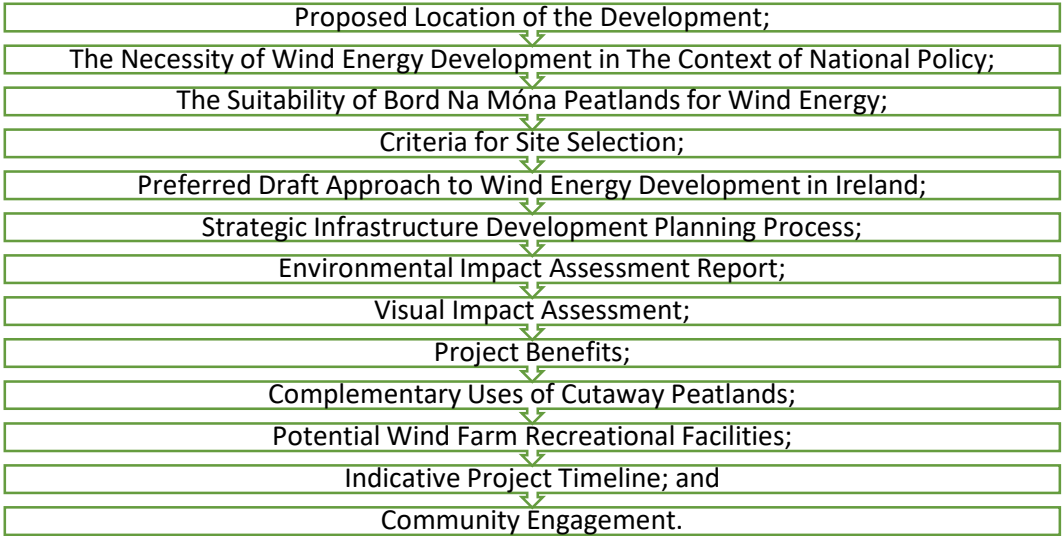 Proposed Location of the Development;
The Necessity of Wind Energy Development in The Context of National Policy;
The Suitability of Bord Na Móna Peatlands for Wind Energy;
Criteria for Site Selection;
Preferred Draft Approach to Wind Energy Development in Ireland;
Strategic Infrastructure Development Planning Process;
Environmental Impact Assessment Report;
Visual Impact Assessment;
Project Benefits;
Complementary Uses of Cutaway Peatlands;
Potential Wind Farm Recreational Facilities;
Indicative Project Timeline; and
Community Engagement.